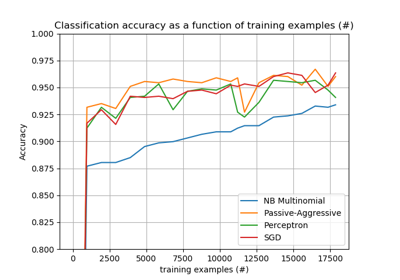 Classification accuracy as a function of training examples (#)
1.000
0.975
0.950
0.925
0.900
0.875
0.850
0.825
0.800
Accuracy
NB Multinomial
Passive-Aggressive
Perceptron
SGD
0 2500 5000 7500 10000 12500 15000 17500
training examples (#)